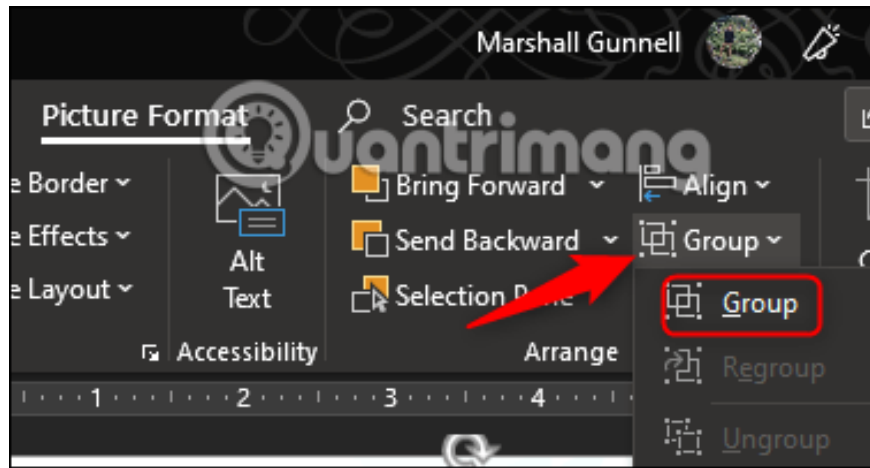 Marshall Gunnell
Picture Format
Search
Quantrimang
e Border
Bring Forward
Align
e Effects
Send Backward
Group
Alt
Text
e Layout
Selection Pane
Group
Accessibility
Arrange
Regroup
1 2 3 4
Ungroup